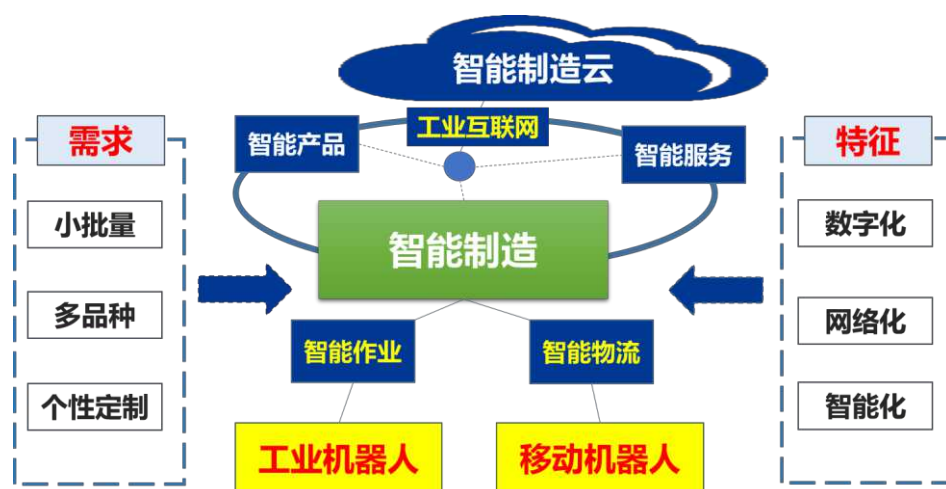 智能制造云
工业互联网
智能产品
智能服务
智能制造
智能作业
智能物流
工业机器人
移动机器人
需求
小批量
多品种
个性定制
特征
数字化
网络化
智能化